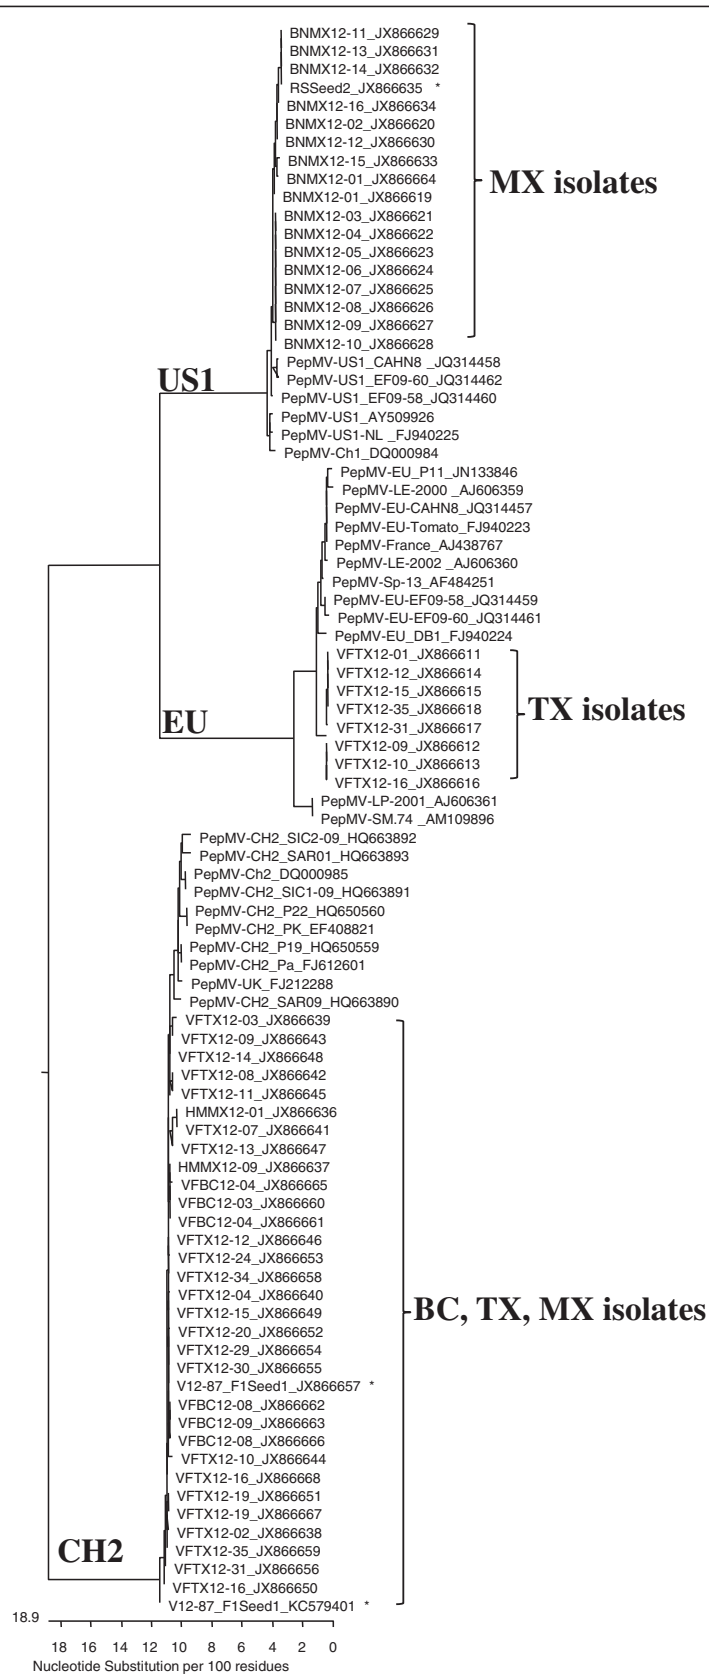 BNMX12-11_JX866629
BNMX12-13_JX866631
BNMX12-14_JX866632
RSSeed2_JX866635 *
BNMX12-16_JX866634
BNMX12-02_JX866620
BNMX12-12_JX866630
BNMX12-15_JX866633
MX isolates
BNMX12-01_JX866664
BNMX12-01_JX866619
BNMX12-03_JX866621
BNMX12-04_JX866622
BNMX12-05_JX866623
BNMX12-06_JX866624
BNMX12-07_JX866625
BNMX12-08_JX866626
BNMX12-09_JX866627
BNMX12-10_JX866628
PepMV-US1_CAHN8 _JQ314458
US1
PepMV-US1_EF09-60_JQ314462
PepMV-US1_EF09-58_JQ314460
PepMV-US1_AY509926
PepMV-US1-NL _FJ940225
PepMV-Ch1_DQ000984
PepMV-EU_P11_JN133846
PepMV-LE-2000 _AJ606359
PepMV-EU-CAHN8_JQ314457
PepMV-EU-Tomato_FJ940223
PepMV-France_AJ438767
PepMV-LE-2002 _AJ606360
PepMV-Sp-13_AF484251
PepMV-EU-EF09-58_JQ314459
PepMV-EU-EF09-60_JQ314461
PepMV-EU_DB1_FJ940224
VFTX12-01_JX866611
VFTX12-12_JX866614
VFTX12-15_JX866615
VFTX12-35_JX866618
TX isolates
EU
VFTX12-31_JX866617
VFTX12-09_JX866612
VFTX12-10_JX866613
VFTX12-16_JX866616
PepMV-LP-2001_AJ606361
PepMV-SM.74 _AM109896
PepMV-CH2_SIC2-09_HQ663892
PepMV-CH2_SAR01_HQ663893
PepMV-Ch2_DQ000985
PepMV-CH2_SIC1-09_HQ663891
PepMV-CH2_P22_HQ650560
PepMV-CH2_PK_EF408821
PepMV-CH2_P19_HQ650559
PepMV-CH2_Pa_FJ612601
PepMV-UK_FJ212288
PepMV-CH2_SAR09_HQ663890
VFTX12-03_JX866639
VFTX12-09_JX866643
VFTX12-14_JX866648
VFTX12-08_JX866642
VFTX12-11_JX866645
HMMX12-01_JX866636
VFTX12-07_JX866641
VFTX12-13_JX866647
HMMX12-09_JX866637
VFBC12-04_JX866665
VFBC12-03_JX866660
VFBC12-04_JX866661
VFTX12-12_JX866646
VFTX12-24_JX866653
VFTX12-34_JX866658
VFTX12-04_JX866640
VFTX12-15_JX866649
BC, TX, MX isolates
VFTX12-20_JX866652
VFTX12-29_JX866654
VFTX12-30_JX866655
V12-87_F1Seed1_JX866657 *
VFBC12-08_JX866662
VFBC12-09_JX866663
VFBC12-08_JX866666
VFTX12-10_JX866644
VFTX12-16_JX866668
VFTX12-19_JX866651
VFTX12-19_JX866667
VFTX12-02_JX866638
CH2
VFTX12-35_JX866659
VFTX12-31_JX866656
VFTX12-16_JX866650
V12-87_F1Seed1_KC579401 *
18.9
18 16 14 12 10 8 6 4 2 0
Nucleotide Substitution per 100 residues